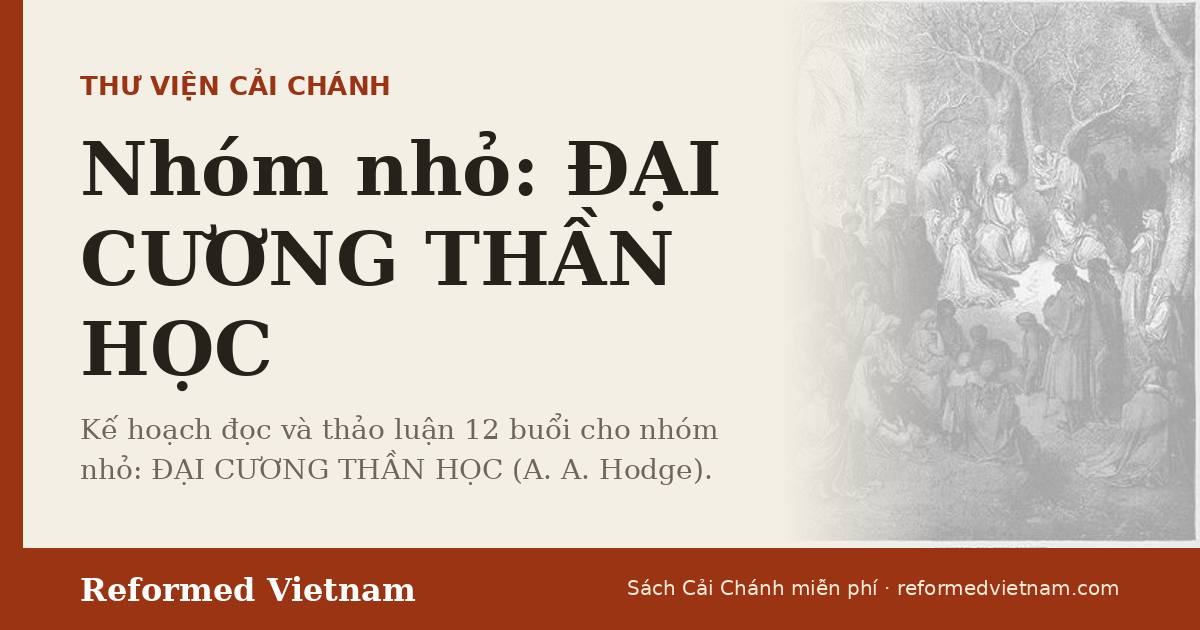 THƯ VIỆN CẢI CHÁNH
Nhóm nhỏ: ĐẠI
CƯƠNG THẦN
HỌC
Kế hoạch đọc và thảo luận 12 buổi cho nhóm
nhỏ: ĐẠI CƯƠNG THẦN HỌC (A. A. Hodge).
Reformed Vietnam
Sách Cải Chánh miễn phí · reformedvietnam.com